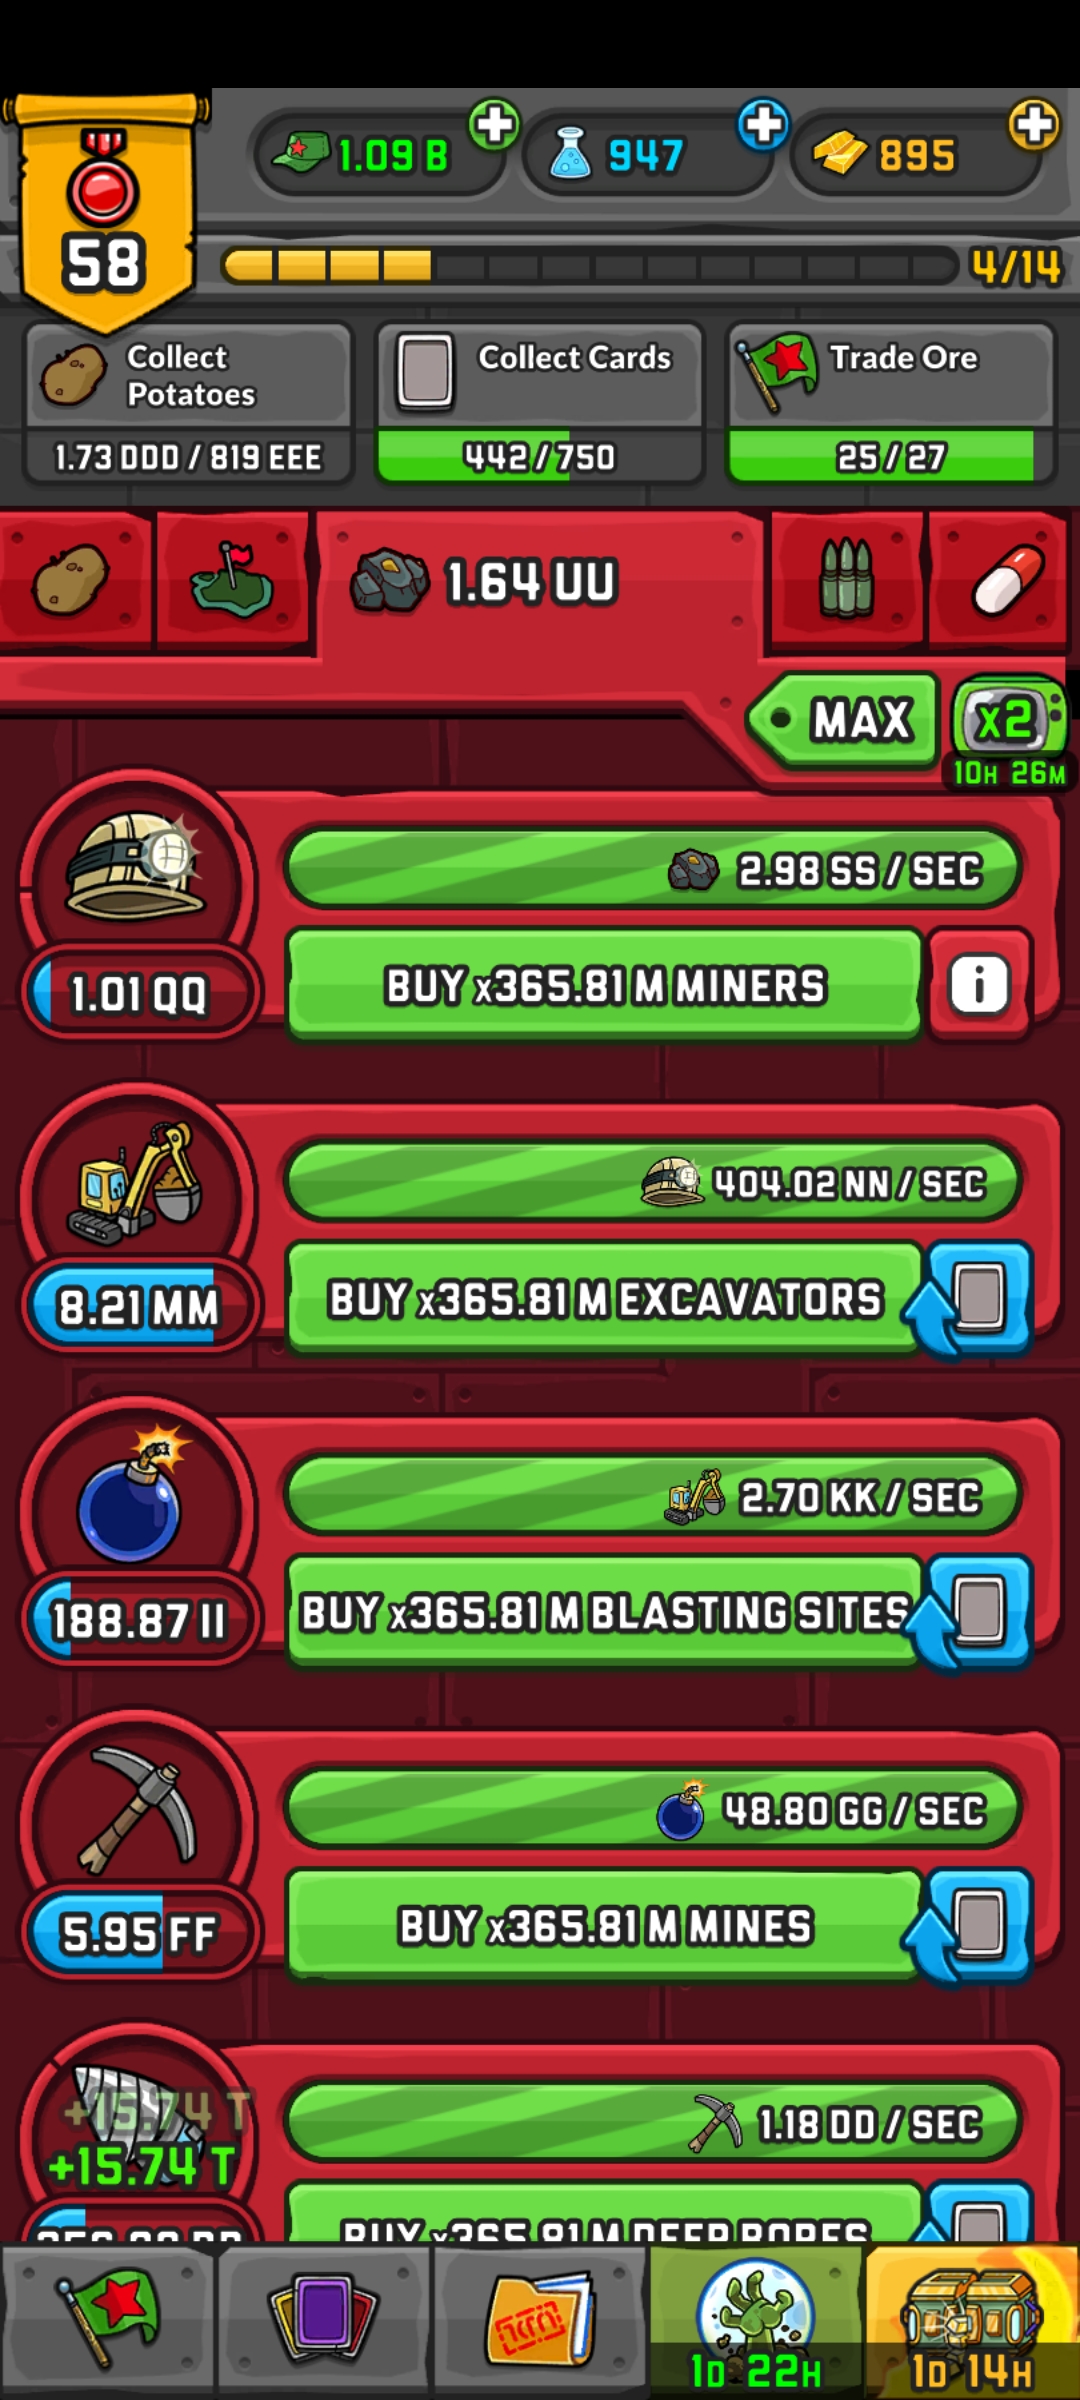 58
1.09 B
947
895
4/14
Collect Potatoes
1.73 DDD / 819 EEE
Collect Cards
442 / 750
Trade Ore
25 / 27
1.64 UU
MAX
x2
10H 26M
2.98 SS / SEC
1.01 QQ
BUY x365.81 M MINERS
i
404.02 NN / SEC
8.21 MM
BUY x365.81 M EXCAVATORS
2.70 KK / SEC
188.87 II
BUY x365.81 M BLASTING SITES
48.80 GG / SEC
5.95 FF
BUY x365.81 M MINES
+15.74 T
+15.74 T
1.18 DD / SEC
BUY x365.81 M DEEP BORES
1D 22H
1D 14H